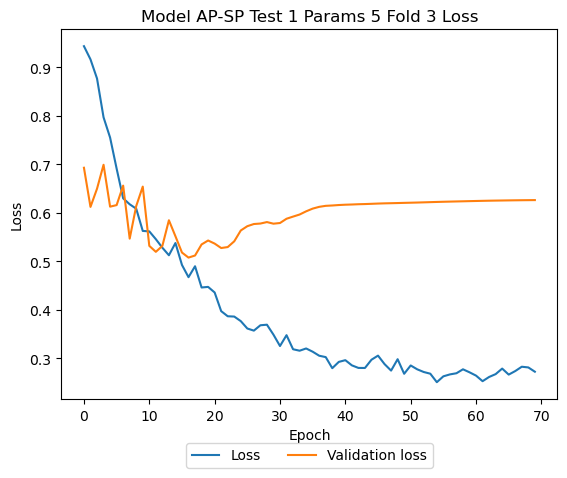 Model AP-SP Test 1 Params 5 Fold 3 Loss
0.9
0.8
0.7
0.6
0.5
0.4
0.3
Loss
0 10 20 30 40 50 60 70
Epoch
Loss Validation loss